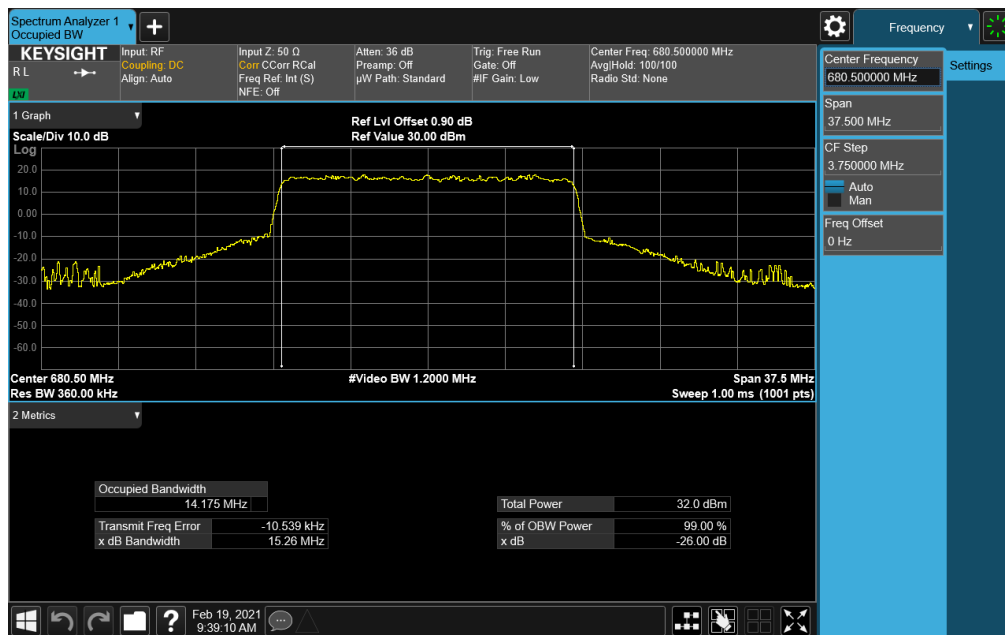 Spectrum Analyzer 1
Occupied BW
Frequency
KEYSIGHT
R L
LXI
Input: RF
Coupling: DC
Align: Auto
Input Z: 50 Ω
Corr CCorr RCal
Freq Ref: Int (S)
NFE: Off
Atten: 36 dB
Preamp: Off
µW Path: Standard
Trig: Free Run
Gate: Off
#IF Gain: Low
Center Freq: 680.500000 MHz
Avg|Hold: 100/100
Radio Std: None
Center Frequency
680.500000 MHz
Settings
Span
37.500 MHz
CF Step
3.750000 MHz
Auto
Man
Freq Offset
0 Hz
1 Graph
Scale/Div 10.0 dB
Ref Lvl Offset 0.90 dB
Ref Value 30.00 dBm
Log
20.0
10.0
0.00
-10.0
-20.0
-30.0
-40.0
-50.0
-60.0
Center 680.50 MHz
#Video BW 1.2000 MHz
Span 37.5 MHz
Res BW 360.00 kHz
Sweep 1.00 ms (1001 pts)
2 Metrics
Occupied Bandwidth
14.175 MHz
Transmit Freq Error -10.539 kHz
x dB Bandwidth 15.26 MHz
Total Power 32.0 dBm
% of OBW Power 99.00 %
x dB -26.00 dB
Feb 19, 2021
9:39:10 AM